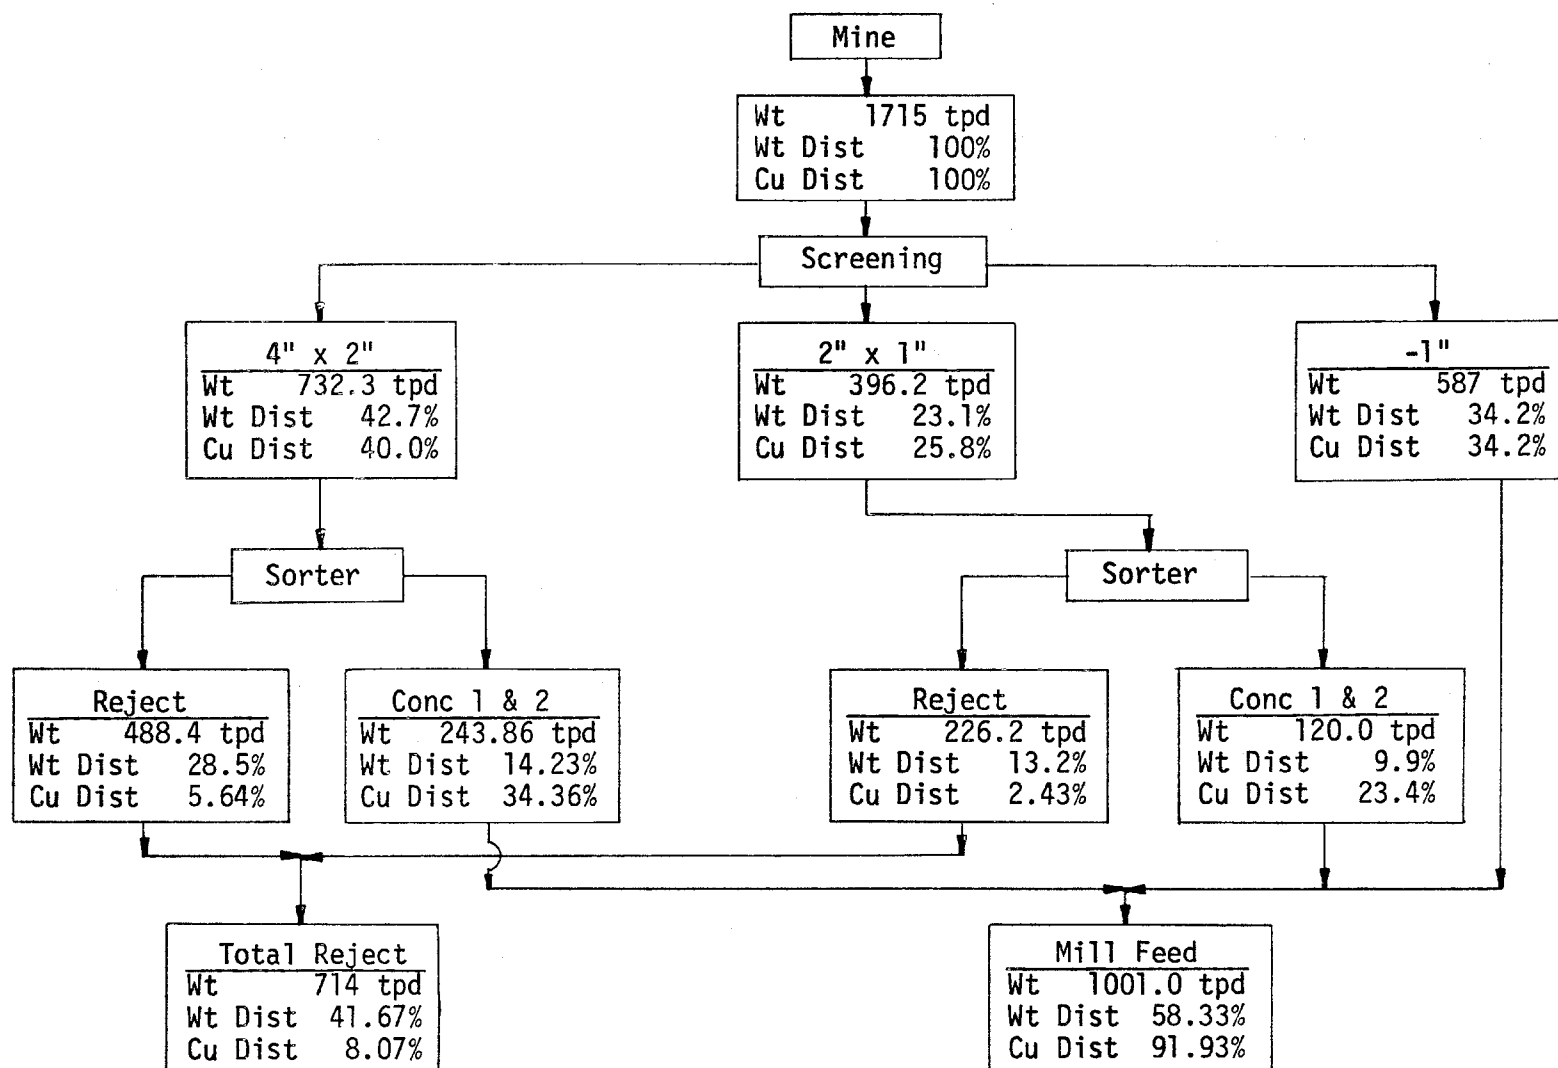 Mine
Wt 1715 tpd
Wt Dist 100%
Cu Dist 100%
Screening
4" x 2"
Wt 732.3 tpd
Wt Dist 42.7%
Cu Dist 40.0%
2" x 1"
Wt 396.2 tpd
Wt Dist 23.1%
Cu Dist 25.8%
-1"
Wt 587 tpd
Wt Dist 34.2%
Cu Dist 34.2%
Sorter
Sorter
Reject
Wt 488.4 tpd
Wt Dist 28.5%
Cu Dist 5.64%
Conc 1 & 2
Wt 243.86 tpd
Wt Dist 14.23%
Cu Dist 34.36%
Reject
Wt 226.2 tpd
Wt Dist 13.2%
Cu Dist 2.43%
Conc 1 & 2
Wt 120.0 tpd
Wt Dist 9.9%
Cu Dist 23.4%
Total Reject
Wt 714 tpd
Wt Dist 41.67%
Cu Dist 8.07%
Mill Feed
Wt 1001.0 tpd
Wt Dist 58.33%
Cu Dist 91.93%